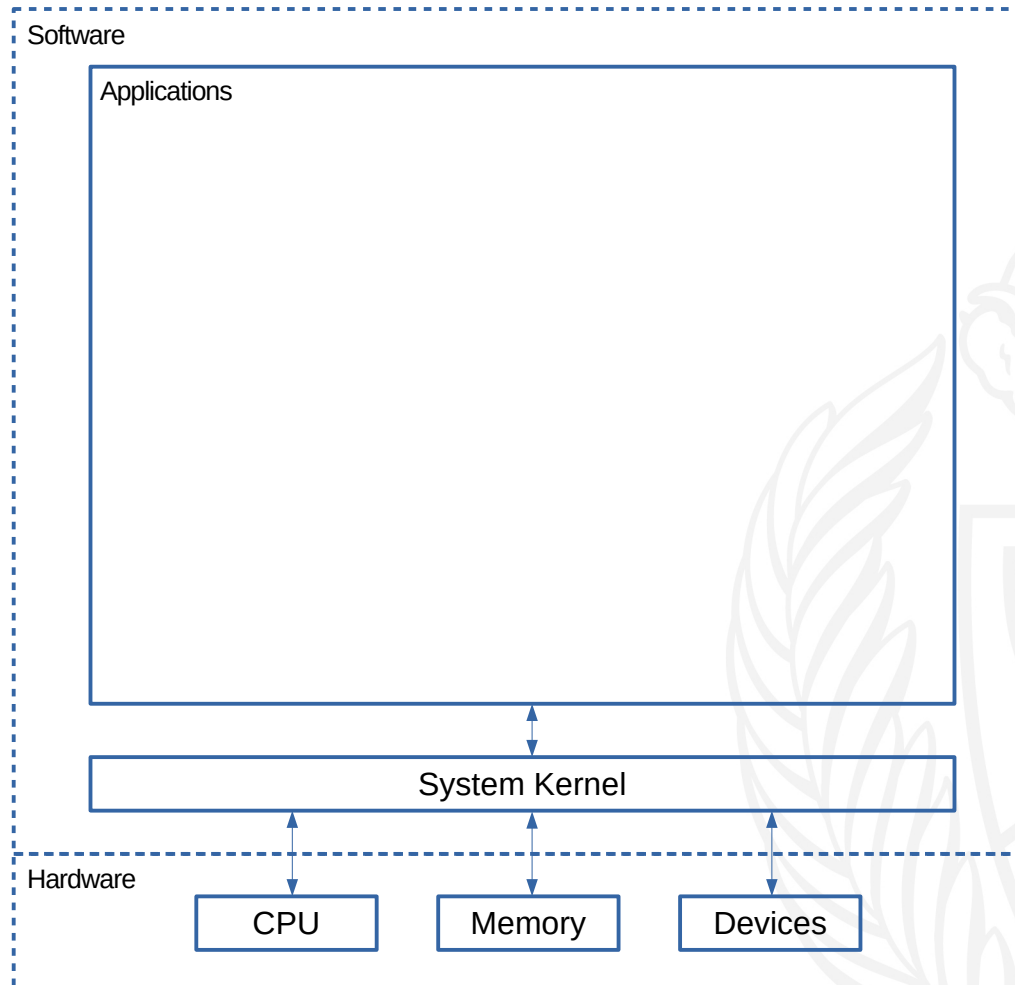 Software
Applications
System Kernel
Hardware
CPU
Memory
Devices